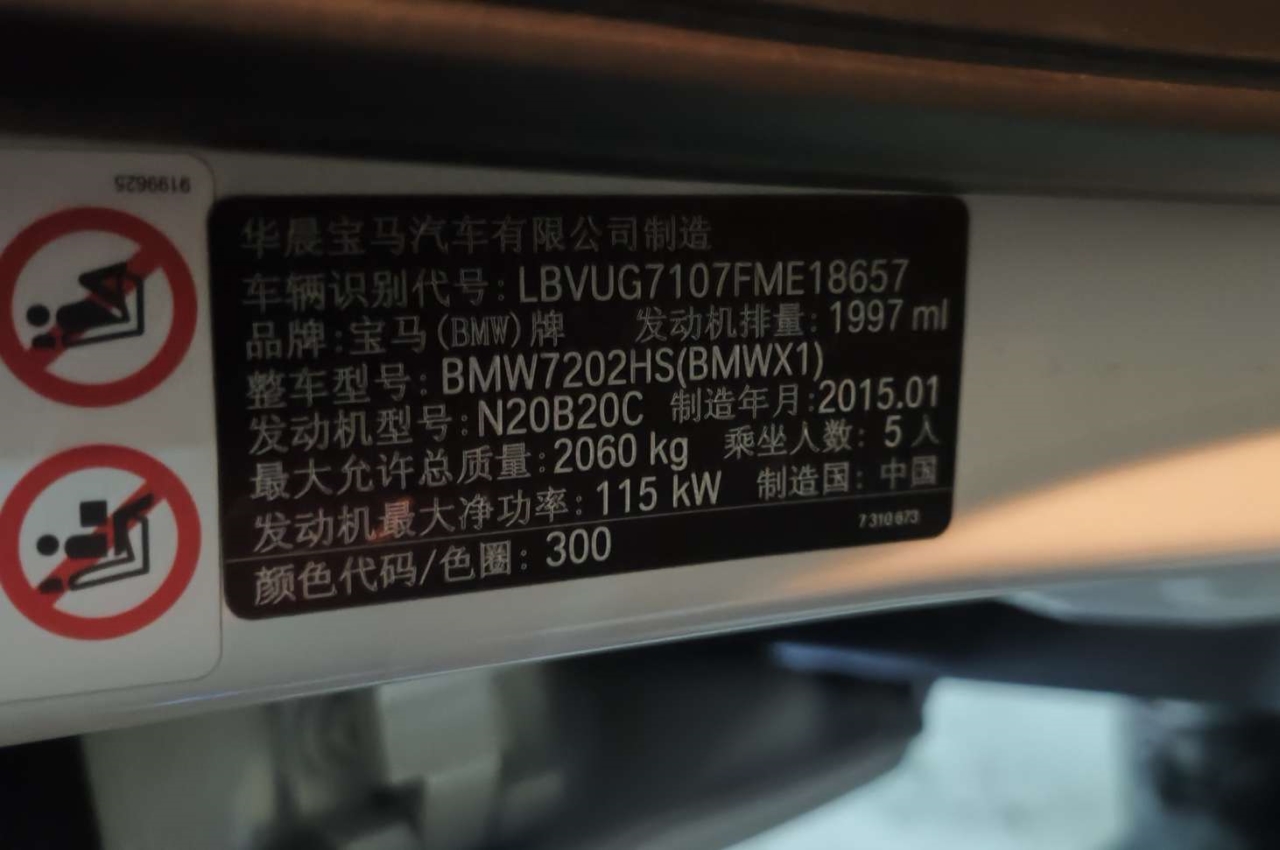 9199625
华晨宝马汽车有限公司制造
车辆识别代号: LBVUG7107FME18657
品牌:宝马(BMW)牌 发动机排量: 1997 ml
整车型号: BMW7202HS(BMWX1)
发动机型号: N20B20C 制造年月:2015.01
最大允许总质量: 2060 kg 乘坐人数: 5人
发动机最大净功率: 115 kW 制造国: 中国
7310673
颜色代码/色圈: 300